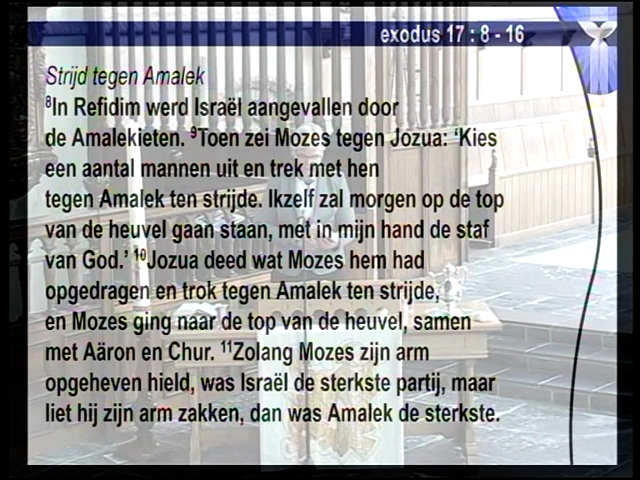 exodus 17 : 8 - 16
Strijd tegen Amalek
⁸In Refidim werd Israël aangevallen door
de Amalekieten. ⁹Toen zei Mozes tegen Jozua: ‘Kies
een aantal mannen uit en trek met hen
tegen Amalek ten strijde. Ikzelf zal morgen op de top
van de heuvel gaan staan, met in mijn hand de staf
van God.’ ¹⁰Jozua deed wat Mozes hem had
opgedragen en trok tegen Amalek ten strijde,
en Mozes ging naar de top van de heuvel, samen
met Aäron en Chur. ¹¹Zolang Mozes zijn arm
opgeheven hield, was Israël de sterkste partij, maar
liet hij zijn arm zakken, dan was Amalek de sterkste.